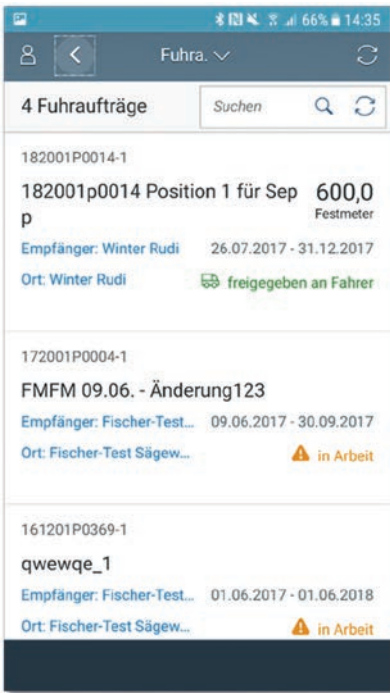 66% 14:35
Fuhra.
4 Fuhraufträge Suchen
182001P0014-1
182001p0014 Position 1 für Sep 600,0
p Festmeter
Empfänger: Winter Rudi 26.07.2017 - 31.12.2017
Ort: Winter Rudi freigegeben an Fahrer
172001P0004-1
FMFM 09.06. - Änderung123
Empfänger: Fischer-Test... 09.06.2017 - 30.09.2017
Ort: Fischer-Test Sägew... in Arbeit
161201P0369-1
qwewqe_1
Empfänger: Fischer-Test... 01.06.2017 - 01.06.2018
Ort: Fischer-Test Sägew... in Arbeit